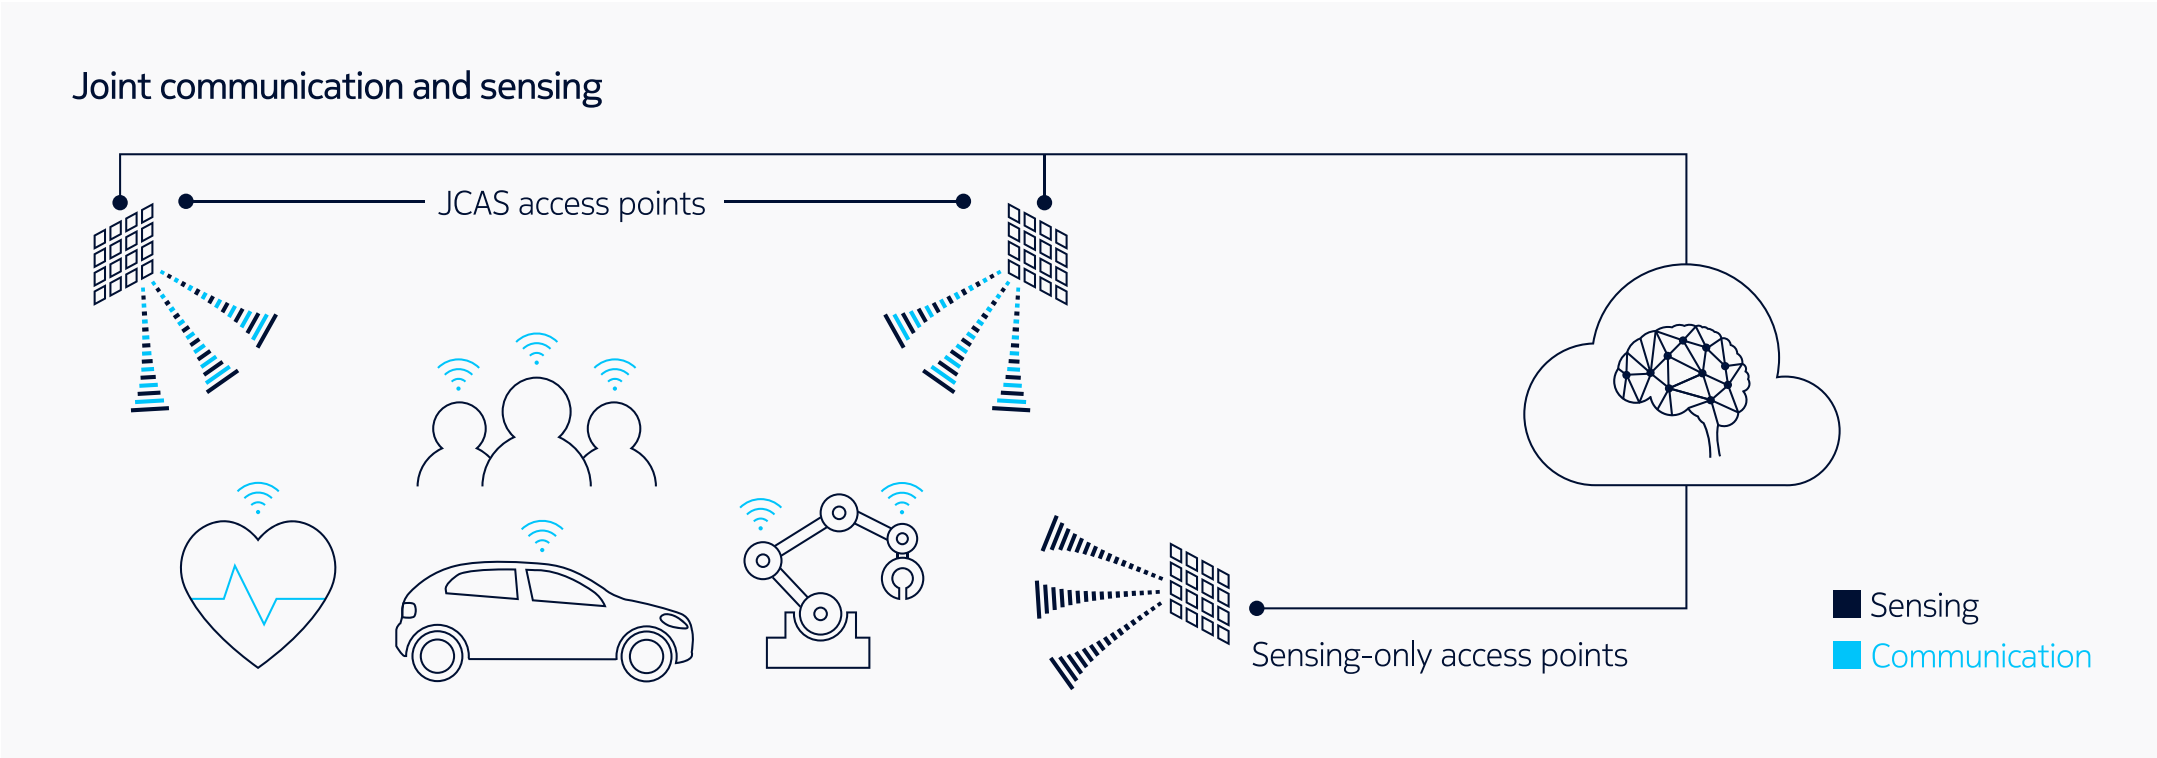 Joint communication and sensing
JCAS access points
Sensing-only access points
Sensing
Communication